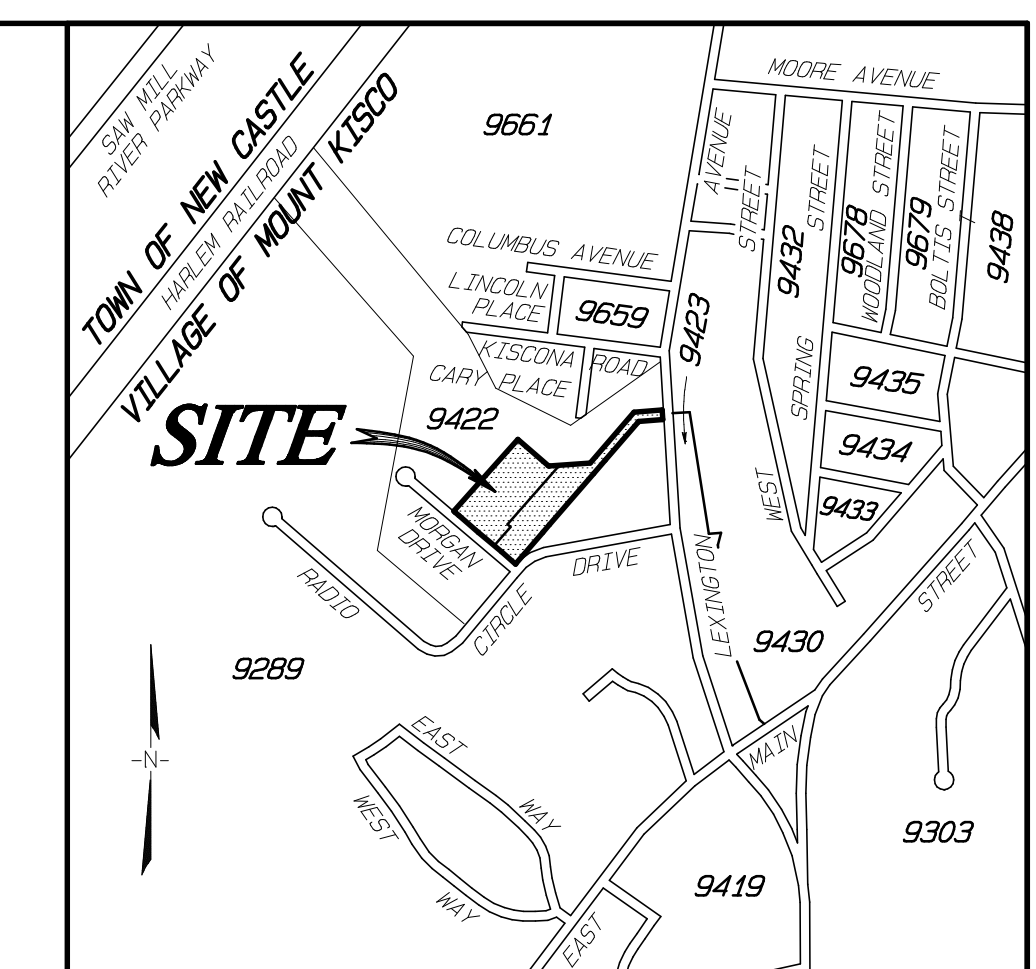 SAW MILL
RIVER PARKWAY
TOWN OF NEW CASTLE
HARLEM RAILROAD
VILLAGE OF MOUNT KISCO
9661
MOORE AVENUE
AVENUE
STREET
9432
SPRING STREET
9678
WOODLAND STREET
9679
BOLTIS STREET
9438
COLUMBUS AVENUE
LINCOLN
PLACE
9659
9423
KISCONA ROAD
CARY PLACE
9422
SITE
9435
9434
9433
WEST
MORGAN
DRIVE
RADIO
CIRCLE
DRIVE
LEXINGTON
STREET
9430
9289
-N-
EAST
WAY
WEST
WAY
MAIN
9303
9419
EAST